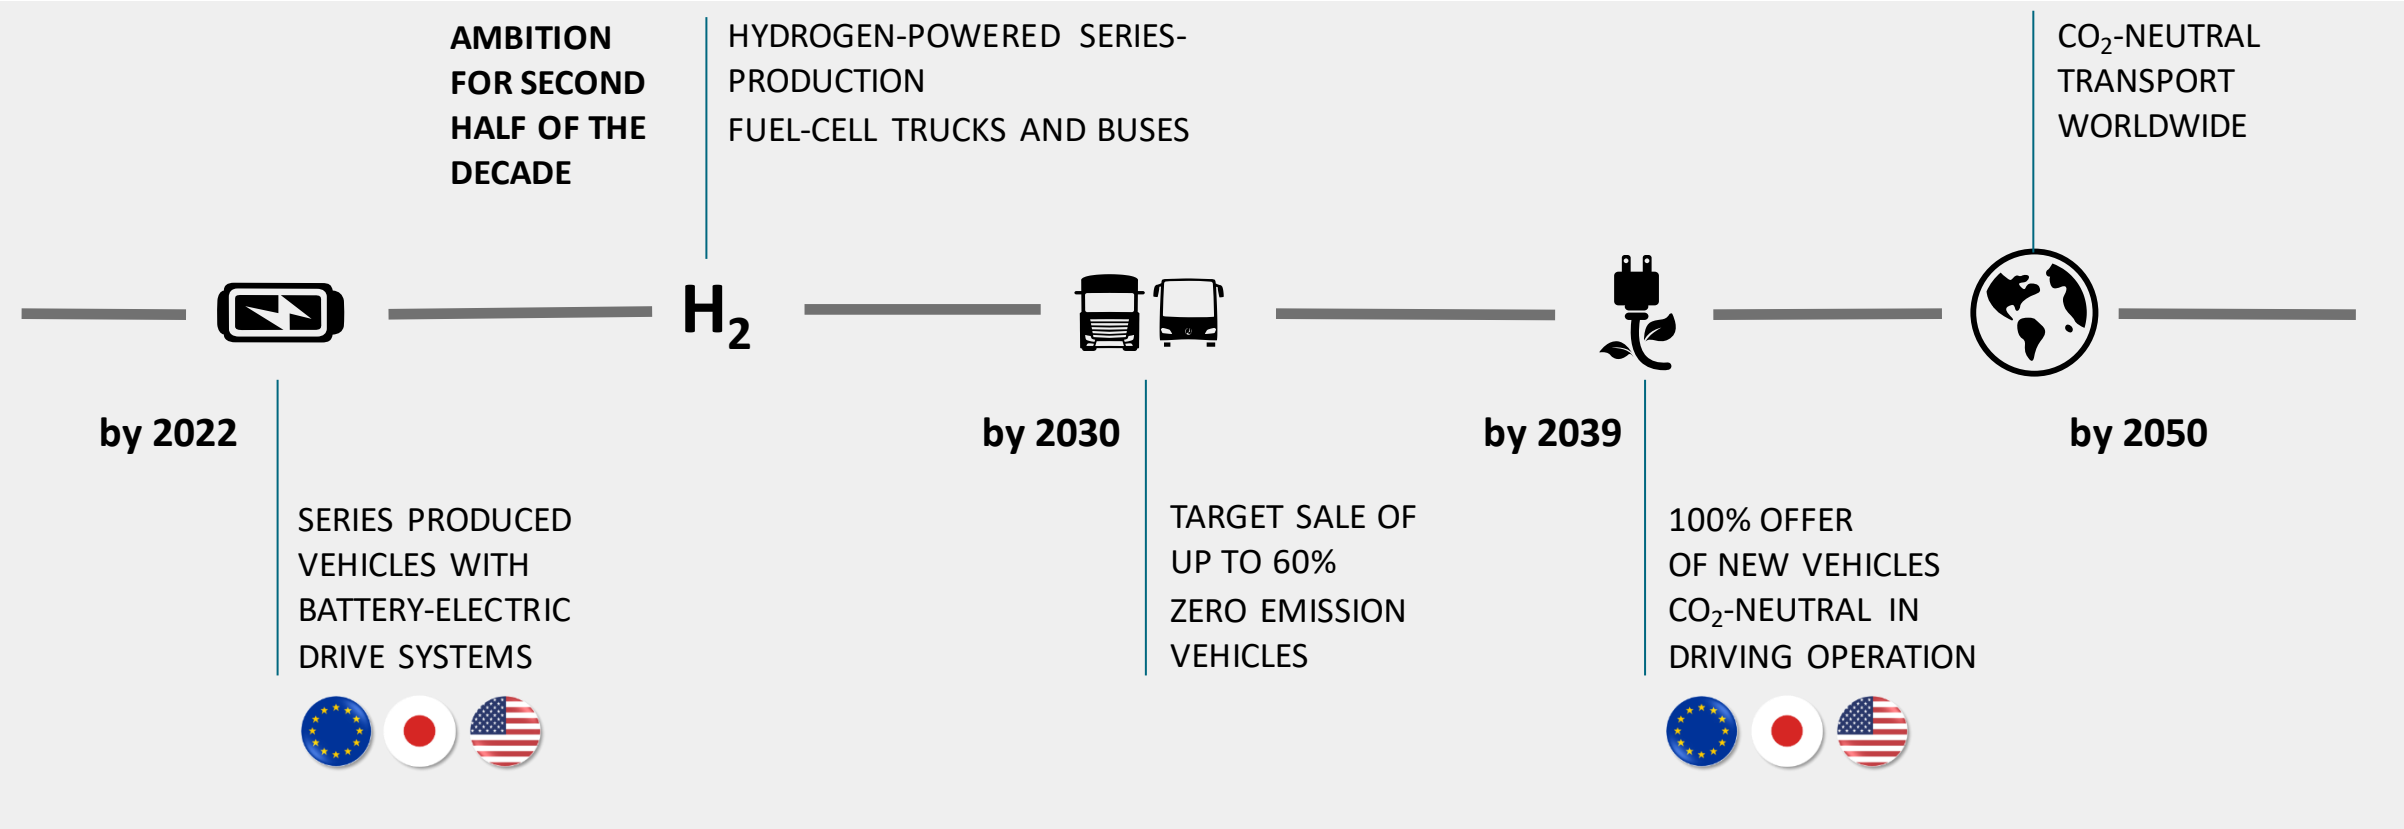 AMBITION
FOR SECOND
HALF OF THE
DECADE
HYDROGEN-POWERED SERIES-
PRODUCTION
FUEL-CELL TRUCKS AND BUSES
CO₂-NEUTRAL
TRANSPORT
WORLDWIDE
H₂
by 2022
SERIES PRODUCED
VEHICLES WITH
BATTERY-ELECTRIC
DRIVE SYSTEMS
by 2030
TARGET SALE OF
UP TO 60%
ZERO EMISSION
VEHICLES
by 2039
100% OFFER
OF NEW VEHICLES
CO₂-NEUTRAL IN
DRIVING OPERATION
by 2050